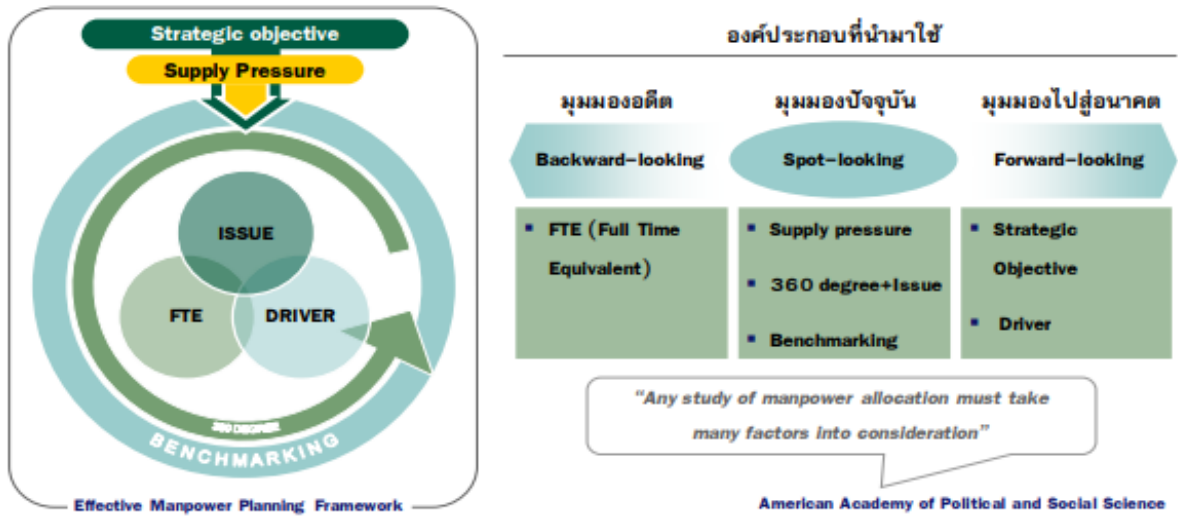 Strategic objective
Supply Pressure
ISSUE
FTE
DRIVER
360 DEGREE
BENCHMARKING
Effective Manpower Planning Framework
องค์ประกอบที่นำมาใช้
มุมมองอดีต
มุมมองปัจจุบัน
มุมมองไปสู่อนาคต
Backward-looking
Spot-looking
Forward-looking
▪ FTE (Full Time
Equivalent)
▪ Supply pressure
▪ 360 degree+Issue
▪ Benchmarking
▪ Strategic
Objective
▪ Driver
“Any study of manpower allocation must take
many factors into consideration”
American Academy of Political and Social Science